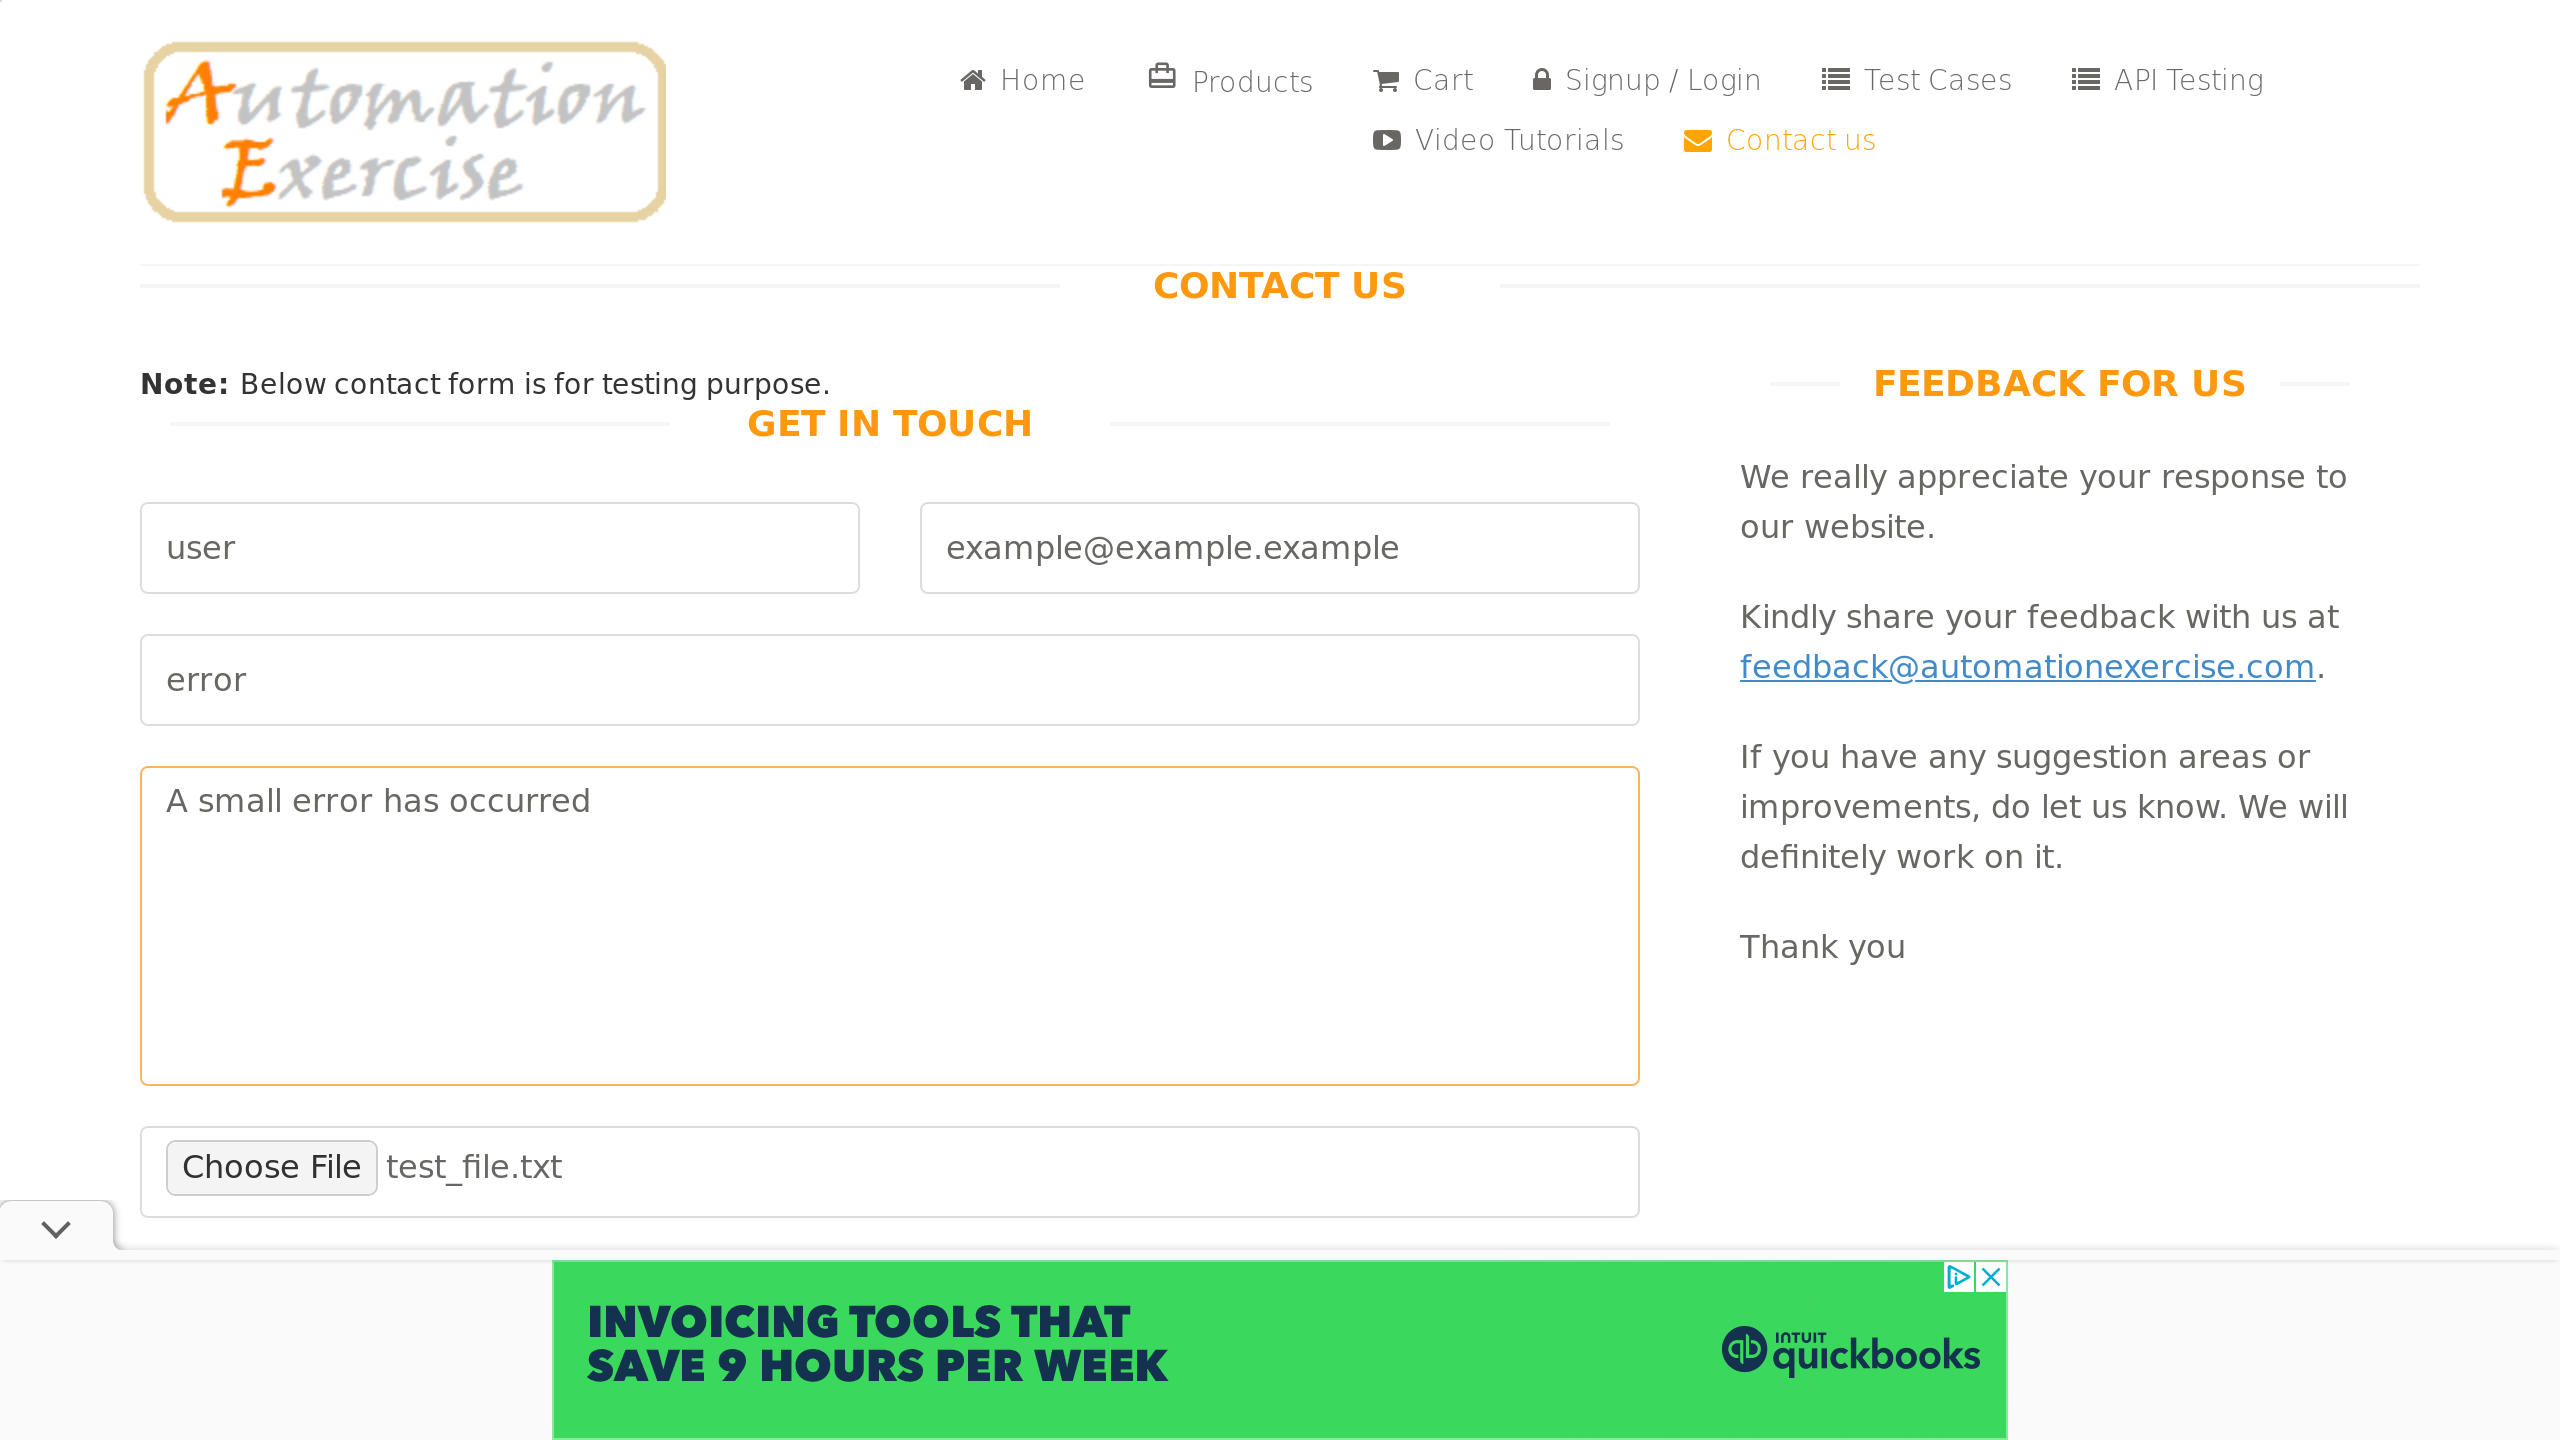 Automation
Exercise
Home
Products
Cart
Signup / Login
Test Cases
API Testing
Video Tutorials
Contact us
CONTACT US
Note: Below contact form is for testing purpose.
GET IN TOUCH
user
example@example.example
error
A small error has occurred
Choose File test_file.txt
FEEDBACK FOR US
We really appreciate your response to
our website.
Kindly share your feedback with us at
feedback@automationexercise.com.
If you have any suggestion areas or
improvements, do let us know. We will
definitely work on it.
Thank you
INVOICING TOOLS THAT
SAVE 9 HOURS PER WEEK
INTUIT
quickbooks